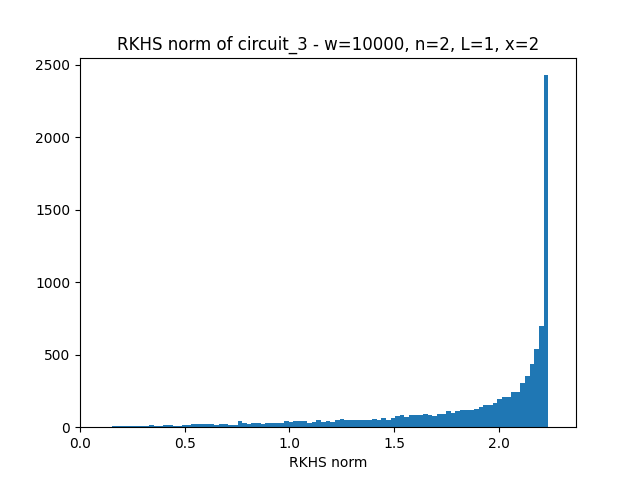 RKHS norm of circuit_3 - w=10000, n=2, L=1, x=2
2500
2000
1500
1000
500
0
0.0 0.5 1.0 1.5 2.0
RKHS norm